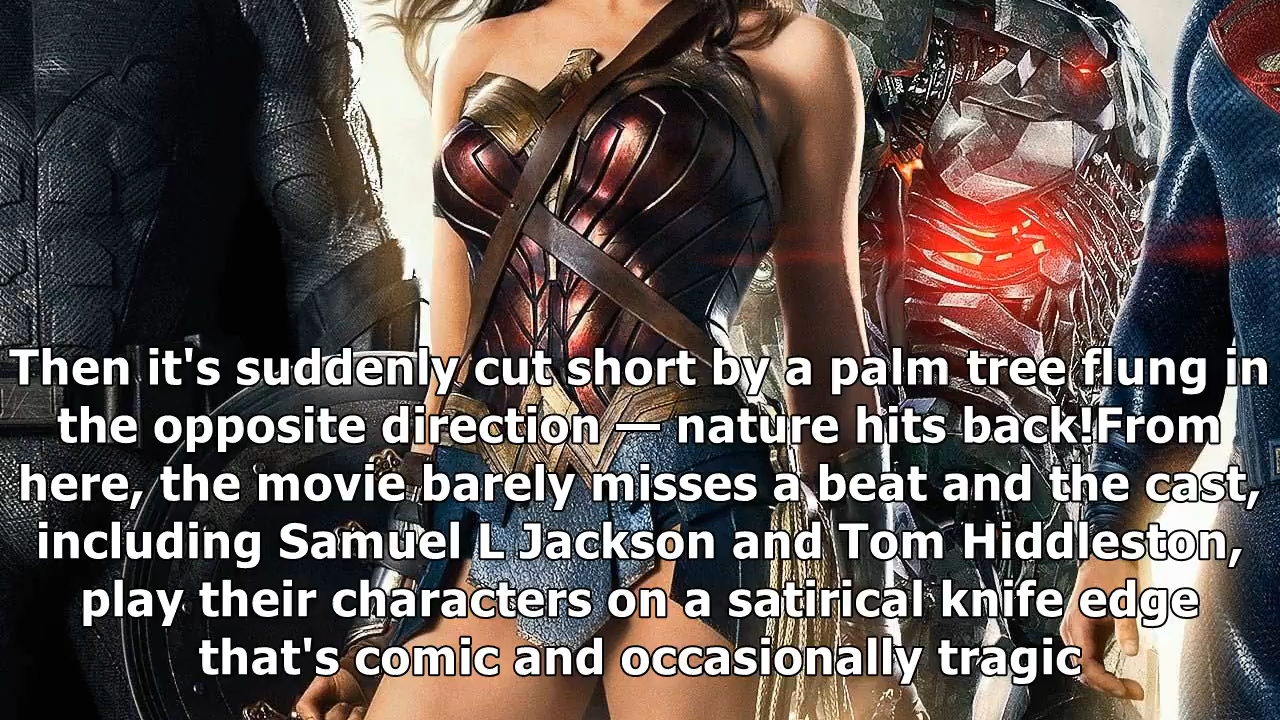 Then it's suddenly cut short by a palm tree flung in
the opposite direction — nature hits back!From
here, the movie barely misses a beat and the cast,
including Samuel L Jackson and Tom Hiddleston,
play their characters on a satirical knife edge
that's comic and occasionally tragic